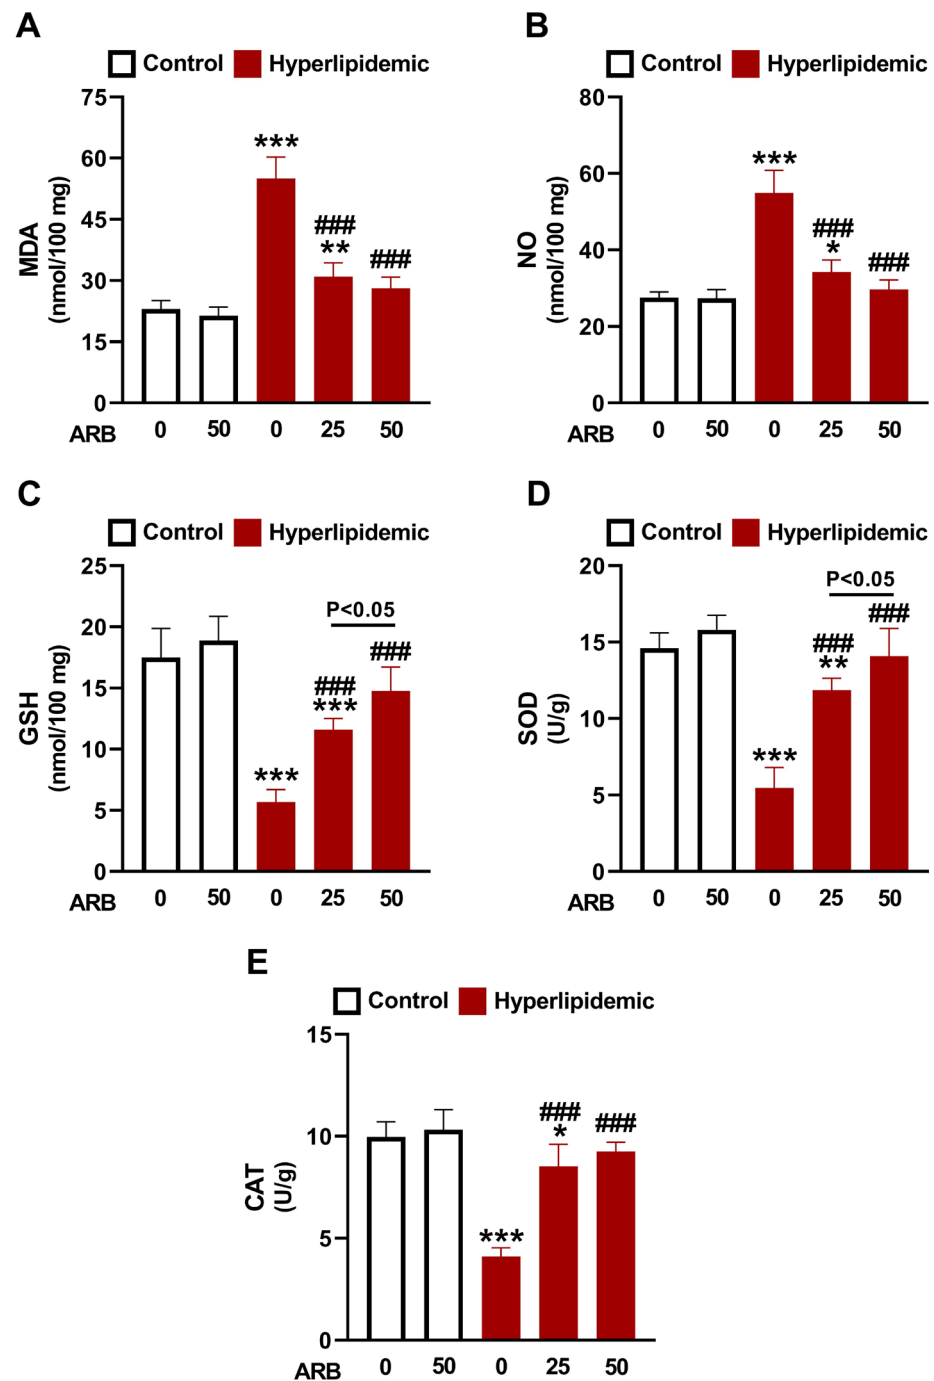 A
Control Hyperlipidemic
MDA
(nmol/100 mg)
75
60
45
30
15
0
***
###
**
###
ARB 0 50 0 25 50
B
Control Hyperlipidemic
NO
(nmol/100 mg)
80
60
40
20
0
***
###
*
###
ARB 0 50 0 25 50
C
Control Hyperlipidemic
GSH
(nmol/100 mg)
25
20
15
10
5
0
P<0.05
***
###
***
###
ARB 0 50 0 25 50
D
Control Hyperlipidemic
SOD
(U/g)
20
15
10
5
0
P<0.05
***
###
**
###
ARB 0 50 0 25 50
E
Control Hyperlipidemic
CAT
(U/g)
15
10
5
0
***
###
*
###
ARB 0 50 0 25 50